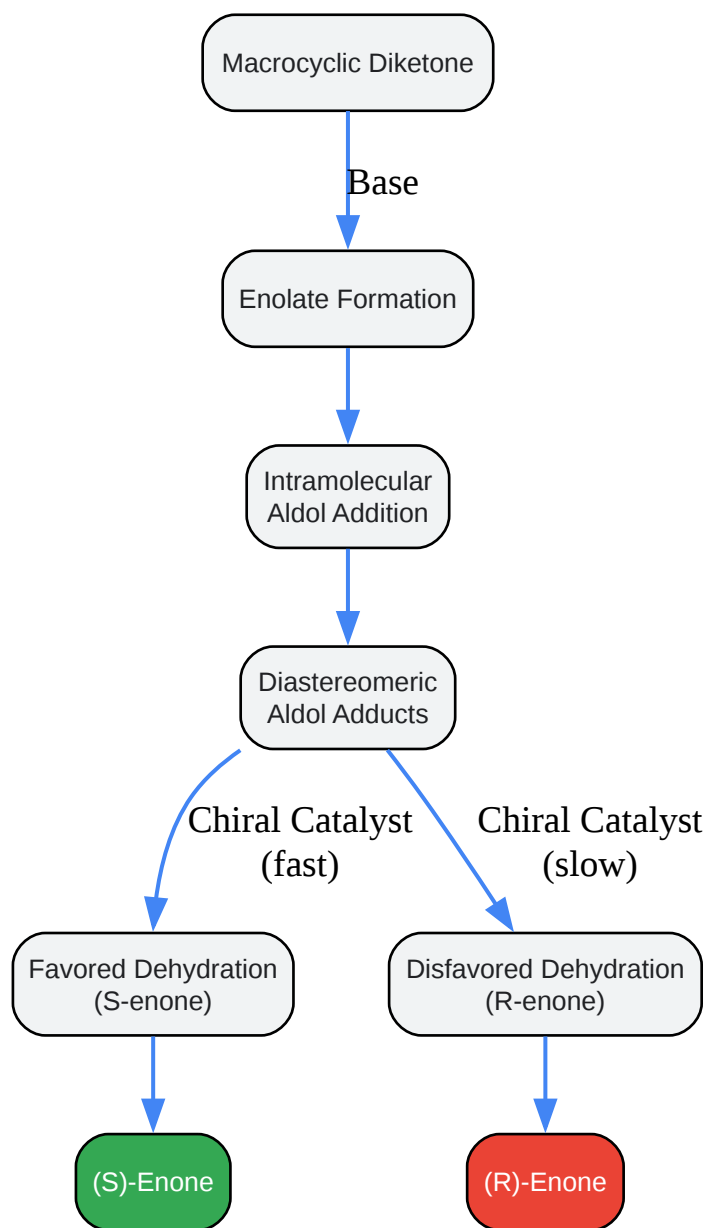 Macrocyclic Diketone
Base
Enolate Formation
Intramolecular
Aldol Addition
Diastereomeric
Aldol Adducts
Chiral Catalyst
(fast)
Chiral Catalyst
(slow)
Favored Dehydration
(S-enone)
Disfavored Dehydration
(R-enone)
(S)-Enone
(R)-Enone